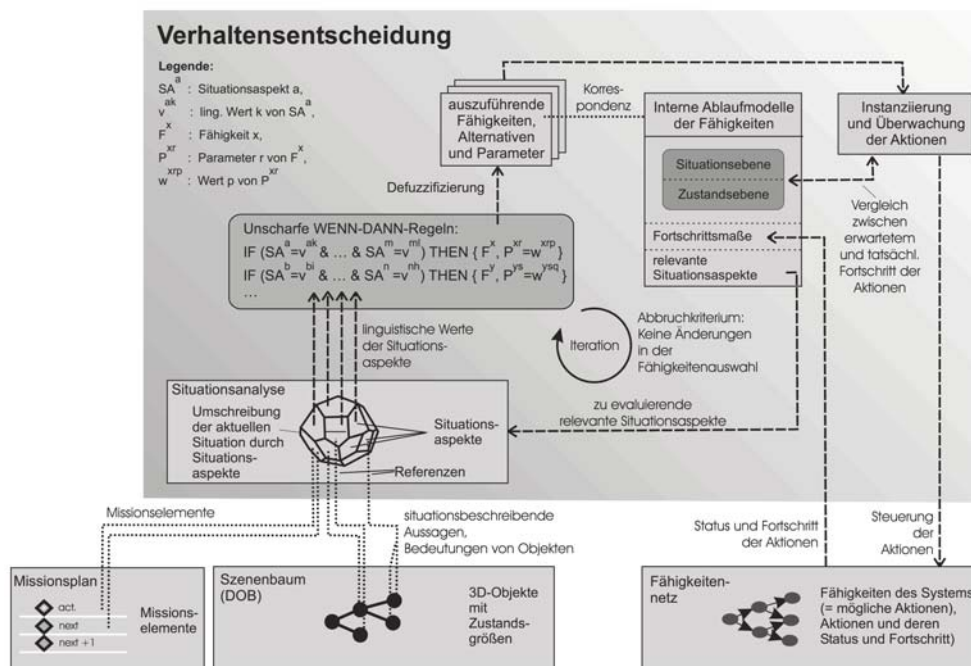 Verhaltensentscheidung
Legende:
SA^a : Situationsaspekt a,
v^ak : ling. Wert k von SA^a,
F^x : Fähigkeit x,
P^xr : Parameter r von F^x,
w^xrp : Wert p von P^xr
auszuführende
Fähigkeiten,
Alternativen
und Parameter
Korres-
pondenz
Interne Ablaufmodelle
der Fähigkeiten
Situationsebene
Zustandsebene
Fortschrittsmaße
relevante
Situationsaspekte
Instanziierung
und Überwachung
der Aktionen
Vergleich
zwischen
erwartetem
und tatsächl.
Fortschritt der
Aktionen
Defuzzifizierung
Unscharfe WENN-DANN-Regeln:
IF (SA^a=v^ak & ... & SA^m=v^ml) THEN { F^x, P^xr=w^xrp}
IF (SA^b=v^bi & ... & SA^n=v^nh) THEN { F^y, P^ys=w^ysq}
...
linguistische Werte
der Situations-
aspekte
Iteration
Abbruchkriterium:
Keine Änderungen
in der
Fähigkeitenauswahl
Situationsanalyse
Umschreibung
der aktuellen
Situation durch
Situations-
aspekte
Situations-
aspekte
Referenzen
zu evaluierende
relevante Situationsaspekte
Missionselemente
situationsbeschreibende
Aussagen,
Bedeutungen von Objekten
Status und Fortschritt
der Aktionen
Steuerung
der
Aktionen
Missionsplan
act.
next
next +1
Missions-
elemente
Szenenbaum
(DOB)
3D-Objekte
mit
Zustands-
größen
Fähigkeiten-
netz
Fähigkeiten des Systems
(= mögliche Aktionen),
Aktionen und deren
Status und Fortschritt)